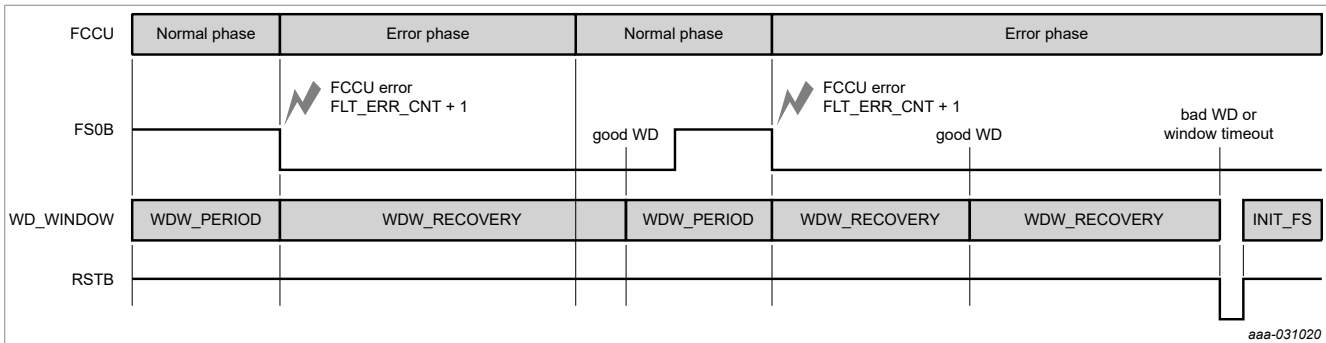 FCCU
Normal phase
Error phase
Normal phase
Error phase
FCCU error
FLT_ERR_CNT + 1
FCCU error
FLT_ERR_CNT + 1
bad WD or
window timeout
FS0B
good WD
good WD
WD_WINDOW
WDW_PERIOD
WDW_RECOVERY
WDW_PERIOD
WDW_RECOVERY
WDW_RECOVERY
INIT_FS
RSTB
aaa-031020